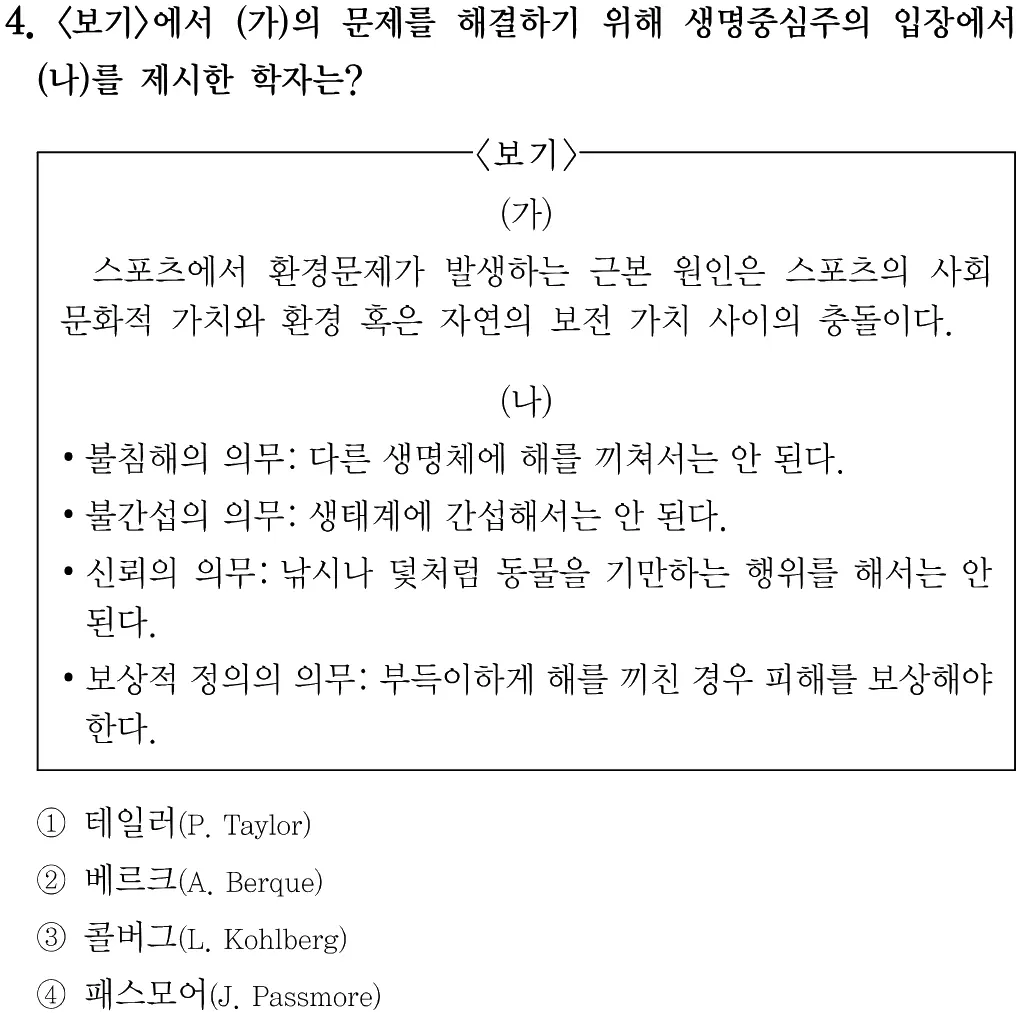 4. 〈보기〉에서 (가)의 문제를 해결하기 위해 생명중심주의 입장에서
(나)를 제시한 학자는?
〈보기〉
(가)
스포츠에서 환경문제가 발생하는 근본 원인은 스포츠의 사회
문화적 가치와 환경 혹은 자연의 보전 가치 사이의 충돌이다.
(나)
• 불침해의 의무: 다른 생명체에 해를 끼쳐서는 안 된다.
• 불간섭의 의무: 생태계에 간섭해서는 안 된다.
• 신뢰의 의무: 낚시나 덫처럼 동물을 기만하는 행위를 해서는 안
된다.
• 보상적 정의의 의무: 부득이하게 해를 끼친 경우 피해를 보상해야
한다.
① 테일러(P. Taylor)
② 베르크(A. Berque)
③ 콜버그(L. Kohlberg)
④ 패스모어(J. Passmore)